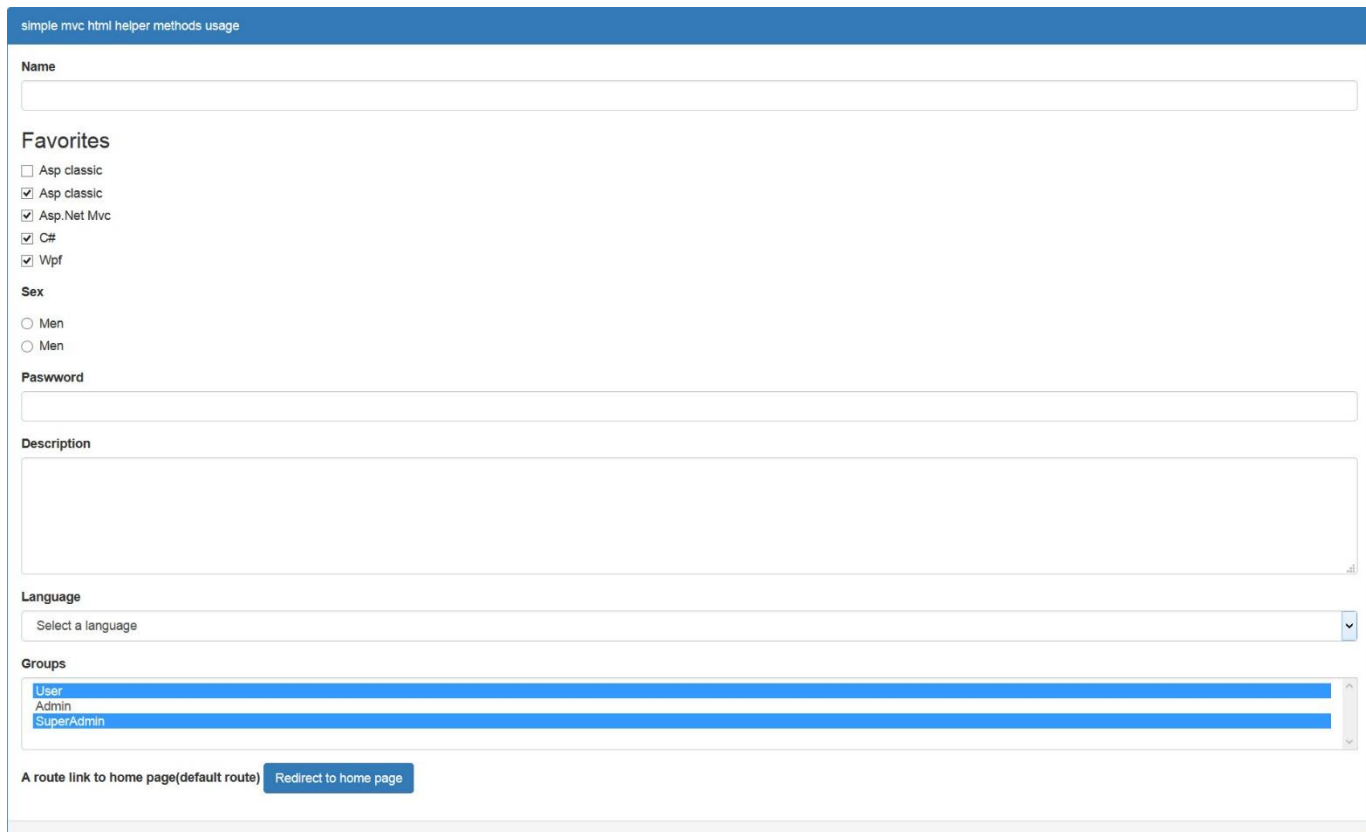 simple mvc html helper methods usage
Name
Favorites
Asp classic
Asp classic
Asp.Net Mvc
C#
Wpf
Sex
Men
Men
Paswword
Description
Language
Select a language
Groups
User
Admin
SuperAdmin
A route link to home page(default route) Redirect to home page